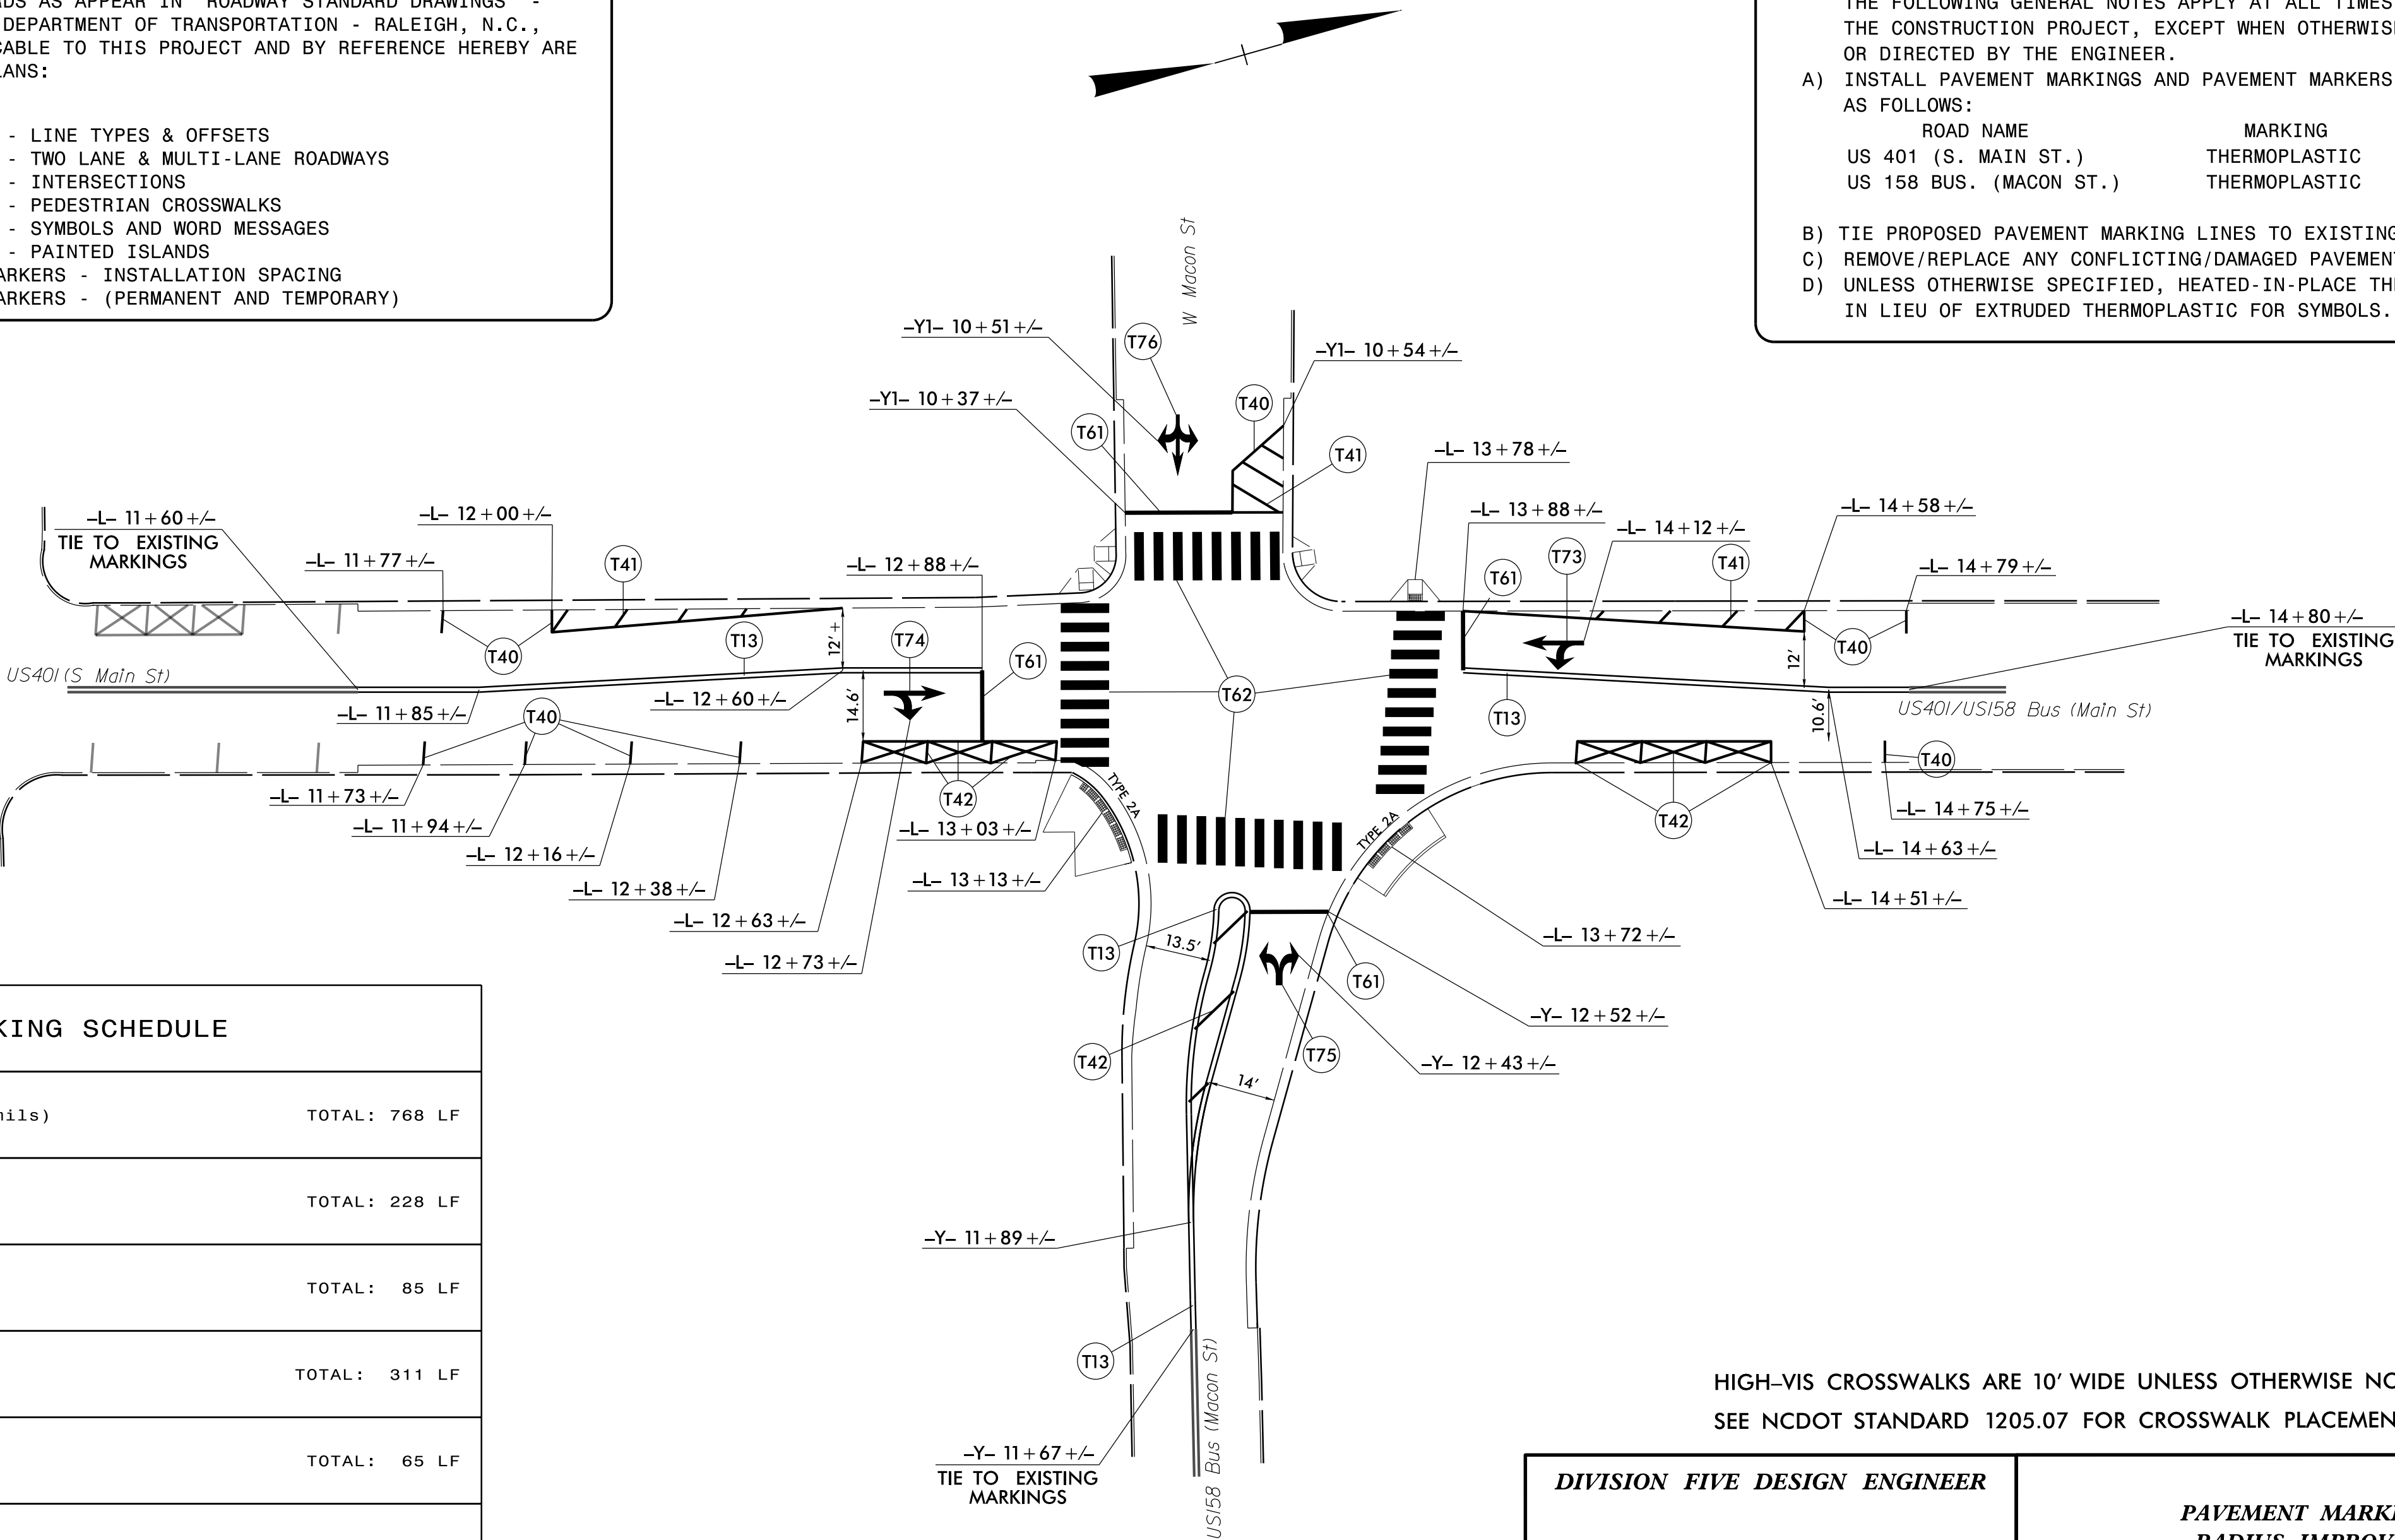 AS APPEAR IN "ROADWAY STANDARD DRAWINGS" -
DEPARTMENT OF TRANSPORTATION - RALEIGH, N.C.,
TO THIS PROJECT AND BY REFERENCE HEREBY ARE
- LINE TYPES & OFFSETS
- TWO LANE & MULTI-LANE ROADWAYS
- INTERSECTIONS
- PEDESTRIAN CROSSWALKS
- SYMBOLS AND WORD MESSAGES
- PAINTED ISLANDS
- INSTALLATION SPACING
- (PERMANENT AND TEMPORARY)
THE FOLLOWING GENERAL NOTES APPLY AT ALL TIMES
THE CONSTRUCTION PROJECT, EXCEPT WHEN
OR DIRECTED BY THE ENGINEER.
A) INSTALL PAVEMENT MARKINGS AND PAVEMENT MARKERS
AS FOLLOWS:
ROAD NAME MARKING
US 401 (S. MAIN ST.) THERMOPLASTIC
US 158 BUS. (MACON ST.) THERMOPLASTIC
B) TIE PROPOSED PAVEMENT MARKING LINES TO EXISTING
C) REMOVE/REPLACE ANY CONFLICTING/DAMAGED
D) UNLESS OTHERWISE SPECIFIED, HEATED-IN-PLACE
IN LIEU OF EXTRUDED THERMOPLASTIC FOR SYMBOLS.
W Macon St
–Y1– 10+51+/–
T76
–Y1– 10+54+/–
–Y1– 10+37+/–
T40
T61
T41
–L– 13+78+/–
–L– 11+60+/–
TIE TO EXISTING
MARKINGS
–L– 12+00+/–
–L– 11+77+/–
T41
–L– 12+88+/–
–L– 13+88+/–
–L– 14+12+/–
T61
T73
T41
–L– 14+58+/–
–L– 14+79+/–
–L– 14+80+/–
TIE TO EXISTING
MARKINGS
T40
T13
12' +
T74
T61
T62
12'
T40
US401 (S Main St)
–L– 11+85+/–
T40
–L– 12+60+/–
14.6'
T13
10.6'
US401/US158 Bus (Main St)
–L– 11+73+/–
–L– 11+94+/–
–L– 12+16+/–
–L– 12+38+/–
–L– 12+63+/–
–L– 12+73+/–
T42
–L– 13+03+/–
–L– 13+13+/–
TYPE 2A
TYPE 2A
T42
T40
–L– 14+75+/–
–L– 14+63+/–
–L– 14+51+/–
–L– 13+72+/–
T13
13.5'
T61
–Y– 12+52+/–
T42
T75
–Y– 12+43+/–
14'
–Y– 11+89+/–
T13
–Y– 11+67+/–
TIE TO EXISTING
MARKINGS
US158 Bus (Macon St)
SCHEDULE
TOTAL: 768 LF
TOTAL: 228 LF
TOTAL: 85 LF
TOTAL: 311 LF
TOTAL: 65 LF
HIGH–VIS CROSSWALKS ARE 10' WIDE UNLESS OTHERWISE
SEE NCDOT STANDARD 1205.07 FOR CROSSWALK
DIVISION FIVE DESIGN ENGINEER
PAVEMENT
RADIUS